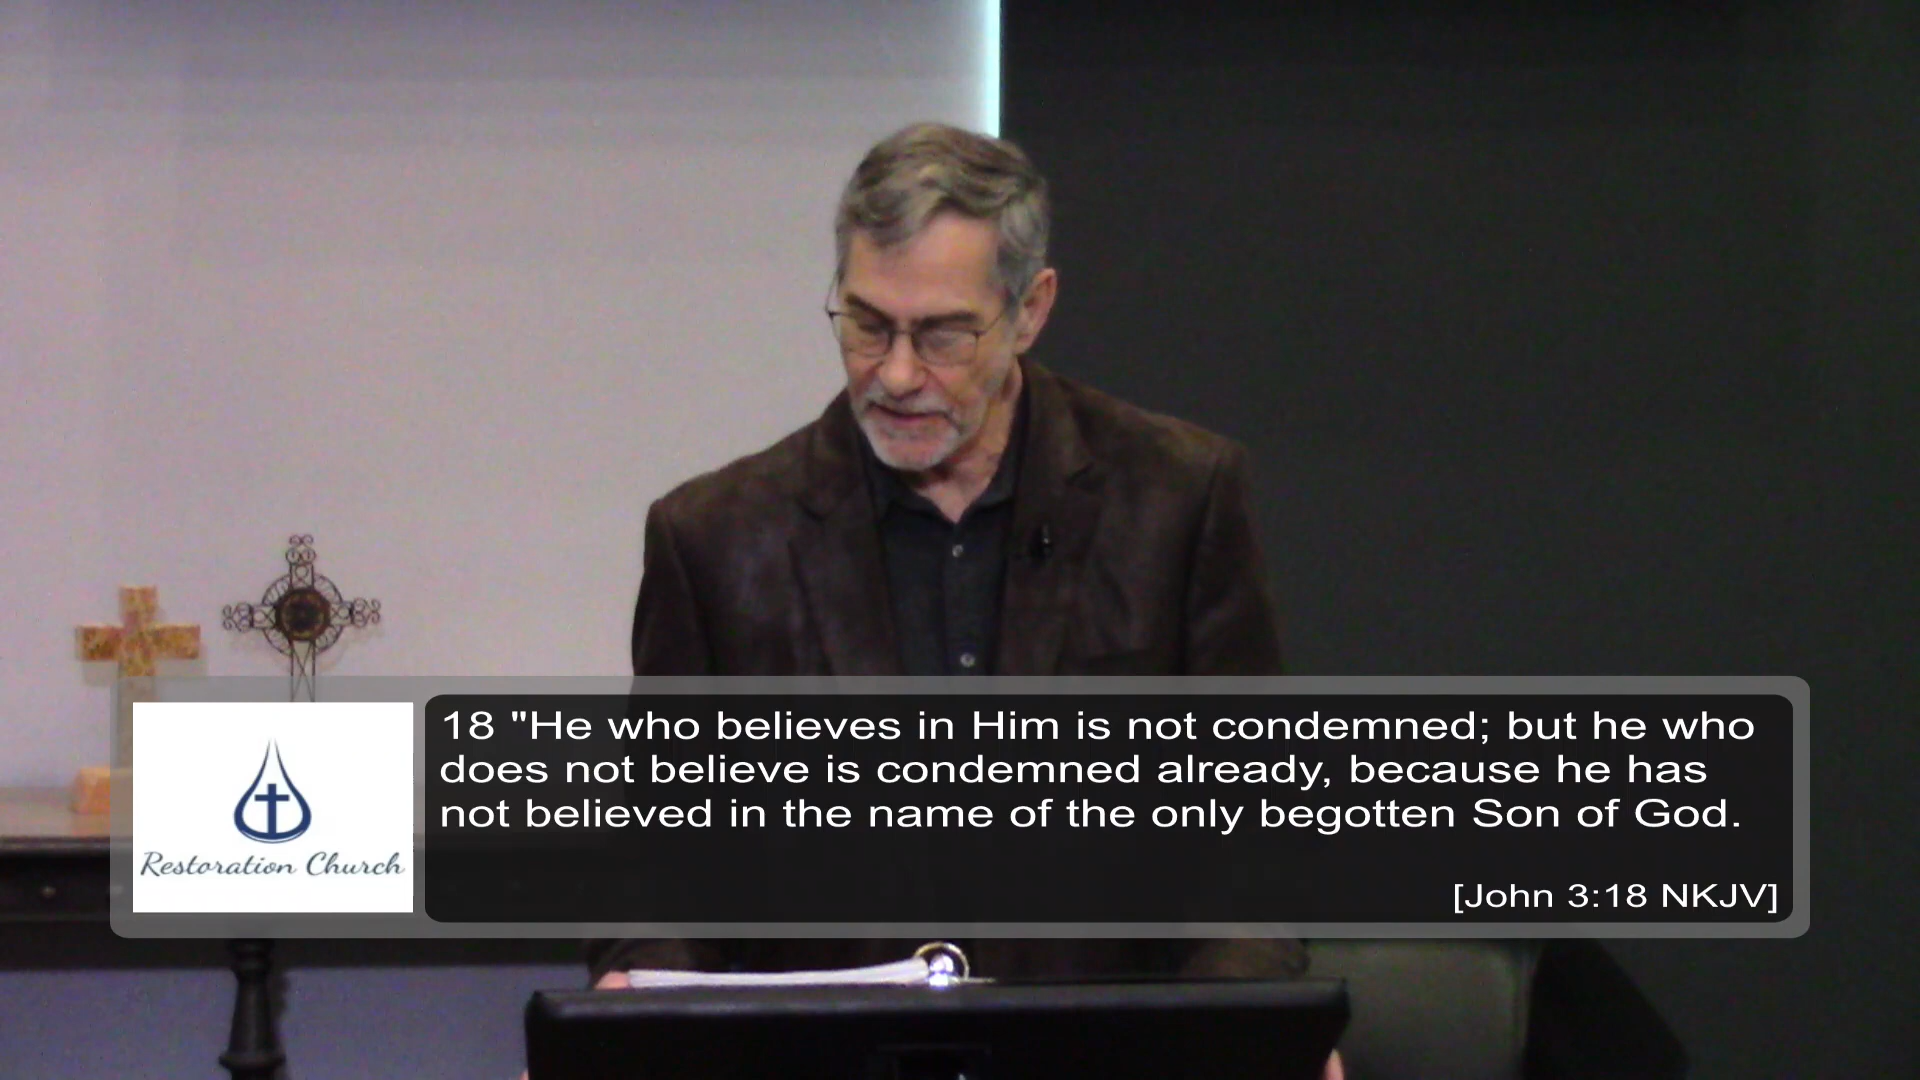 18 "He who believes in Him is not condemned; but he who
does not believe is condemned already, because he has
not believed in the name of the only begotten Son of God.
[John 3:18 NKJV]
Restoration Church